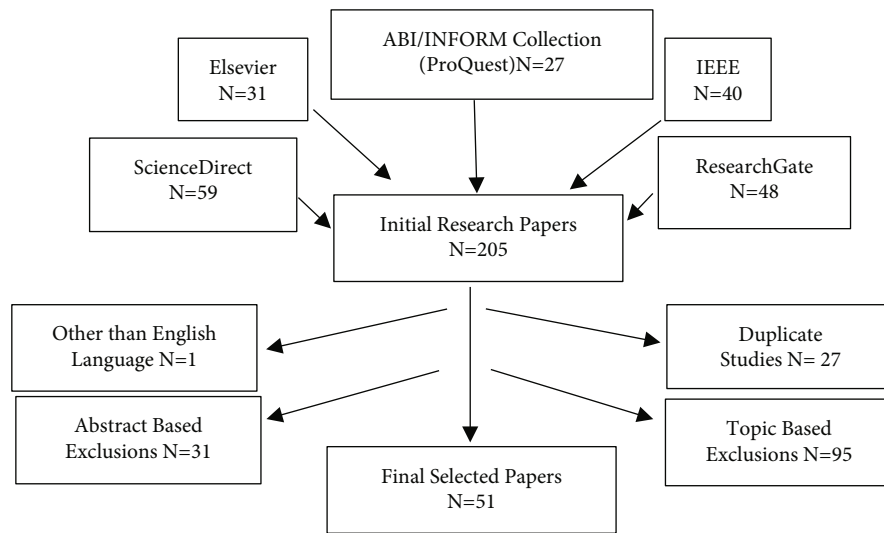 ABI/INFORM Collection
(ProQuest)N=27
Elsevier
N=31
IEEE
N=40
ScienceDirect
N=59
ResearchGate
N=48
Initial Research Papers
N=205
Other than English
Language N=1
Duplicate
Studies N= 27
Abstract Based
Exclusions N=31
Topic Based
Exclusions N=95
Final Selected Papers
N=51